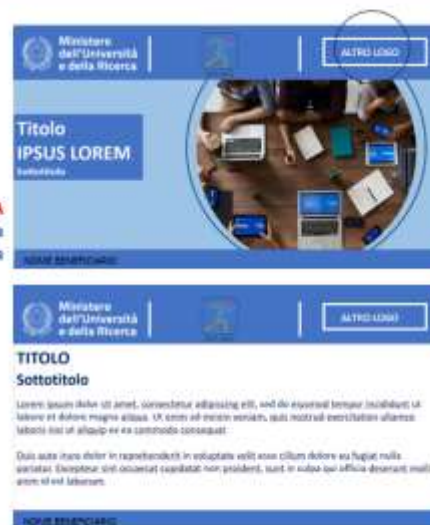 Ministero
dell'Università
e della Ricerca
ALTRO LOGO
Titolo
IPSUS LOREM
Sottotitolo
A
a
a
NOME BENEFICIARIO
Ministero
dell'Università
e della Ricerca
ALTRO LOGO
TITOLO
Sottotitolo
Lorem ipsum dolor sit amet, consectetur adipiscing elit, sed do eiusmod tempor incididunt ut
labore et dolore magna aliqua. Ut enim ad minim veniam, quis nostrud exercitation ullamco
laboris nisi ut aliquip ex ea commodo consequat.
Duis aute irure dolor in reprehenderit in voluptate velit esse cillum dolore eu fugiat nulla
pariatur. Excepteur sint occaecat cupidatat non proident, sunt in culpa qui officia deserunt mollit
anim id est laborum.
NOME BENEFICIARIO